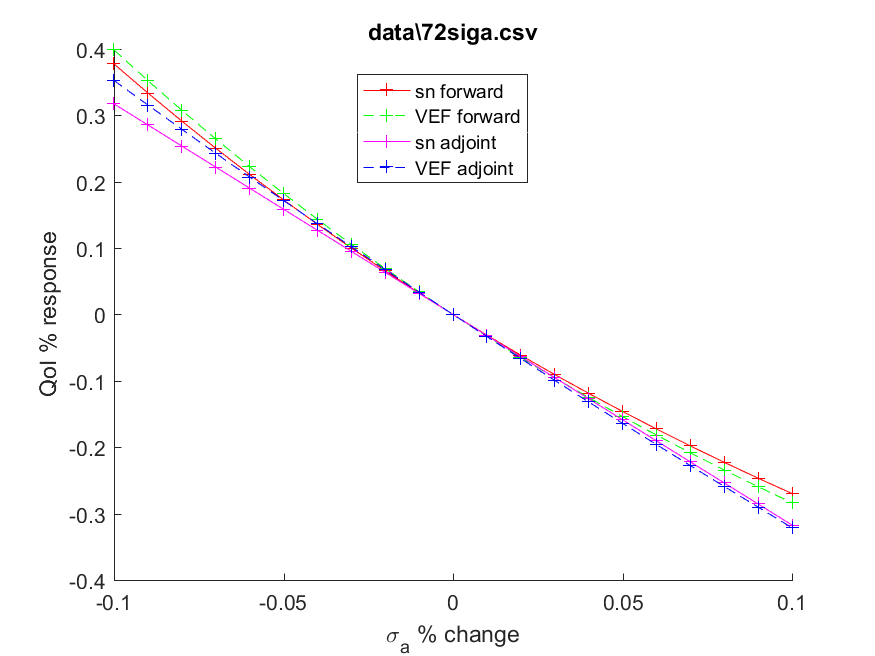 data\72siga.csv
sn forward
VEF forward
sn adjoint
VEF adjoint
QoI % response
0.4
0.3
0.2
0.1
0
-0.1
-0.2
-0.3
-0.4
-0.1 -0.05 0 0.05 0.1
σa % change